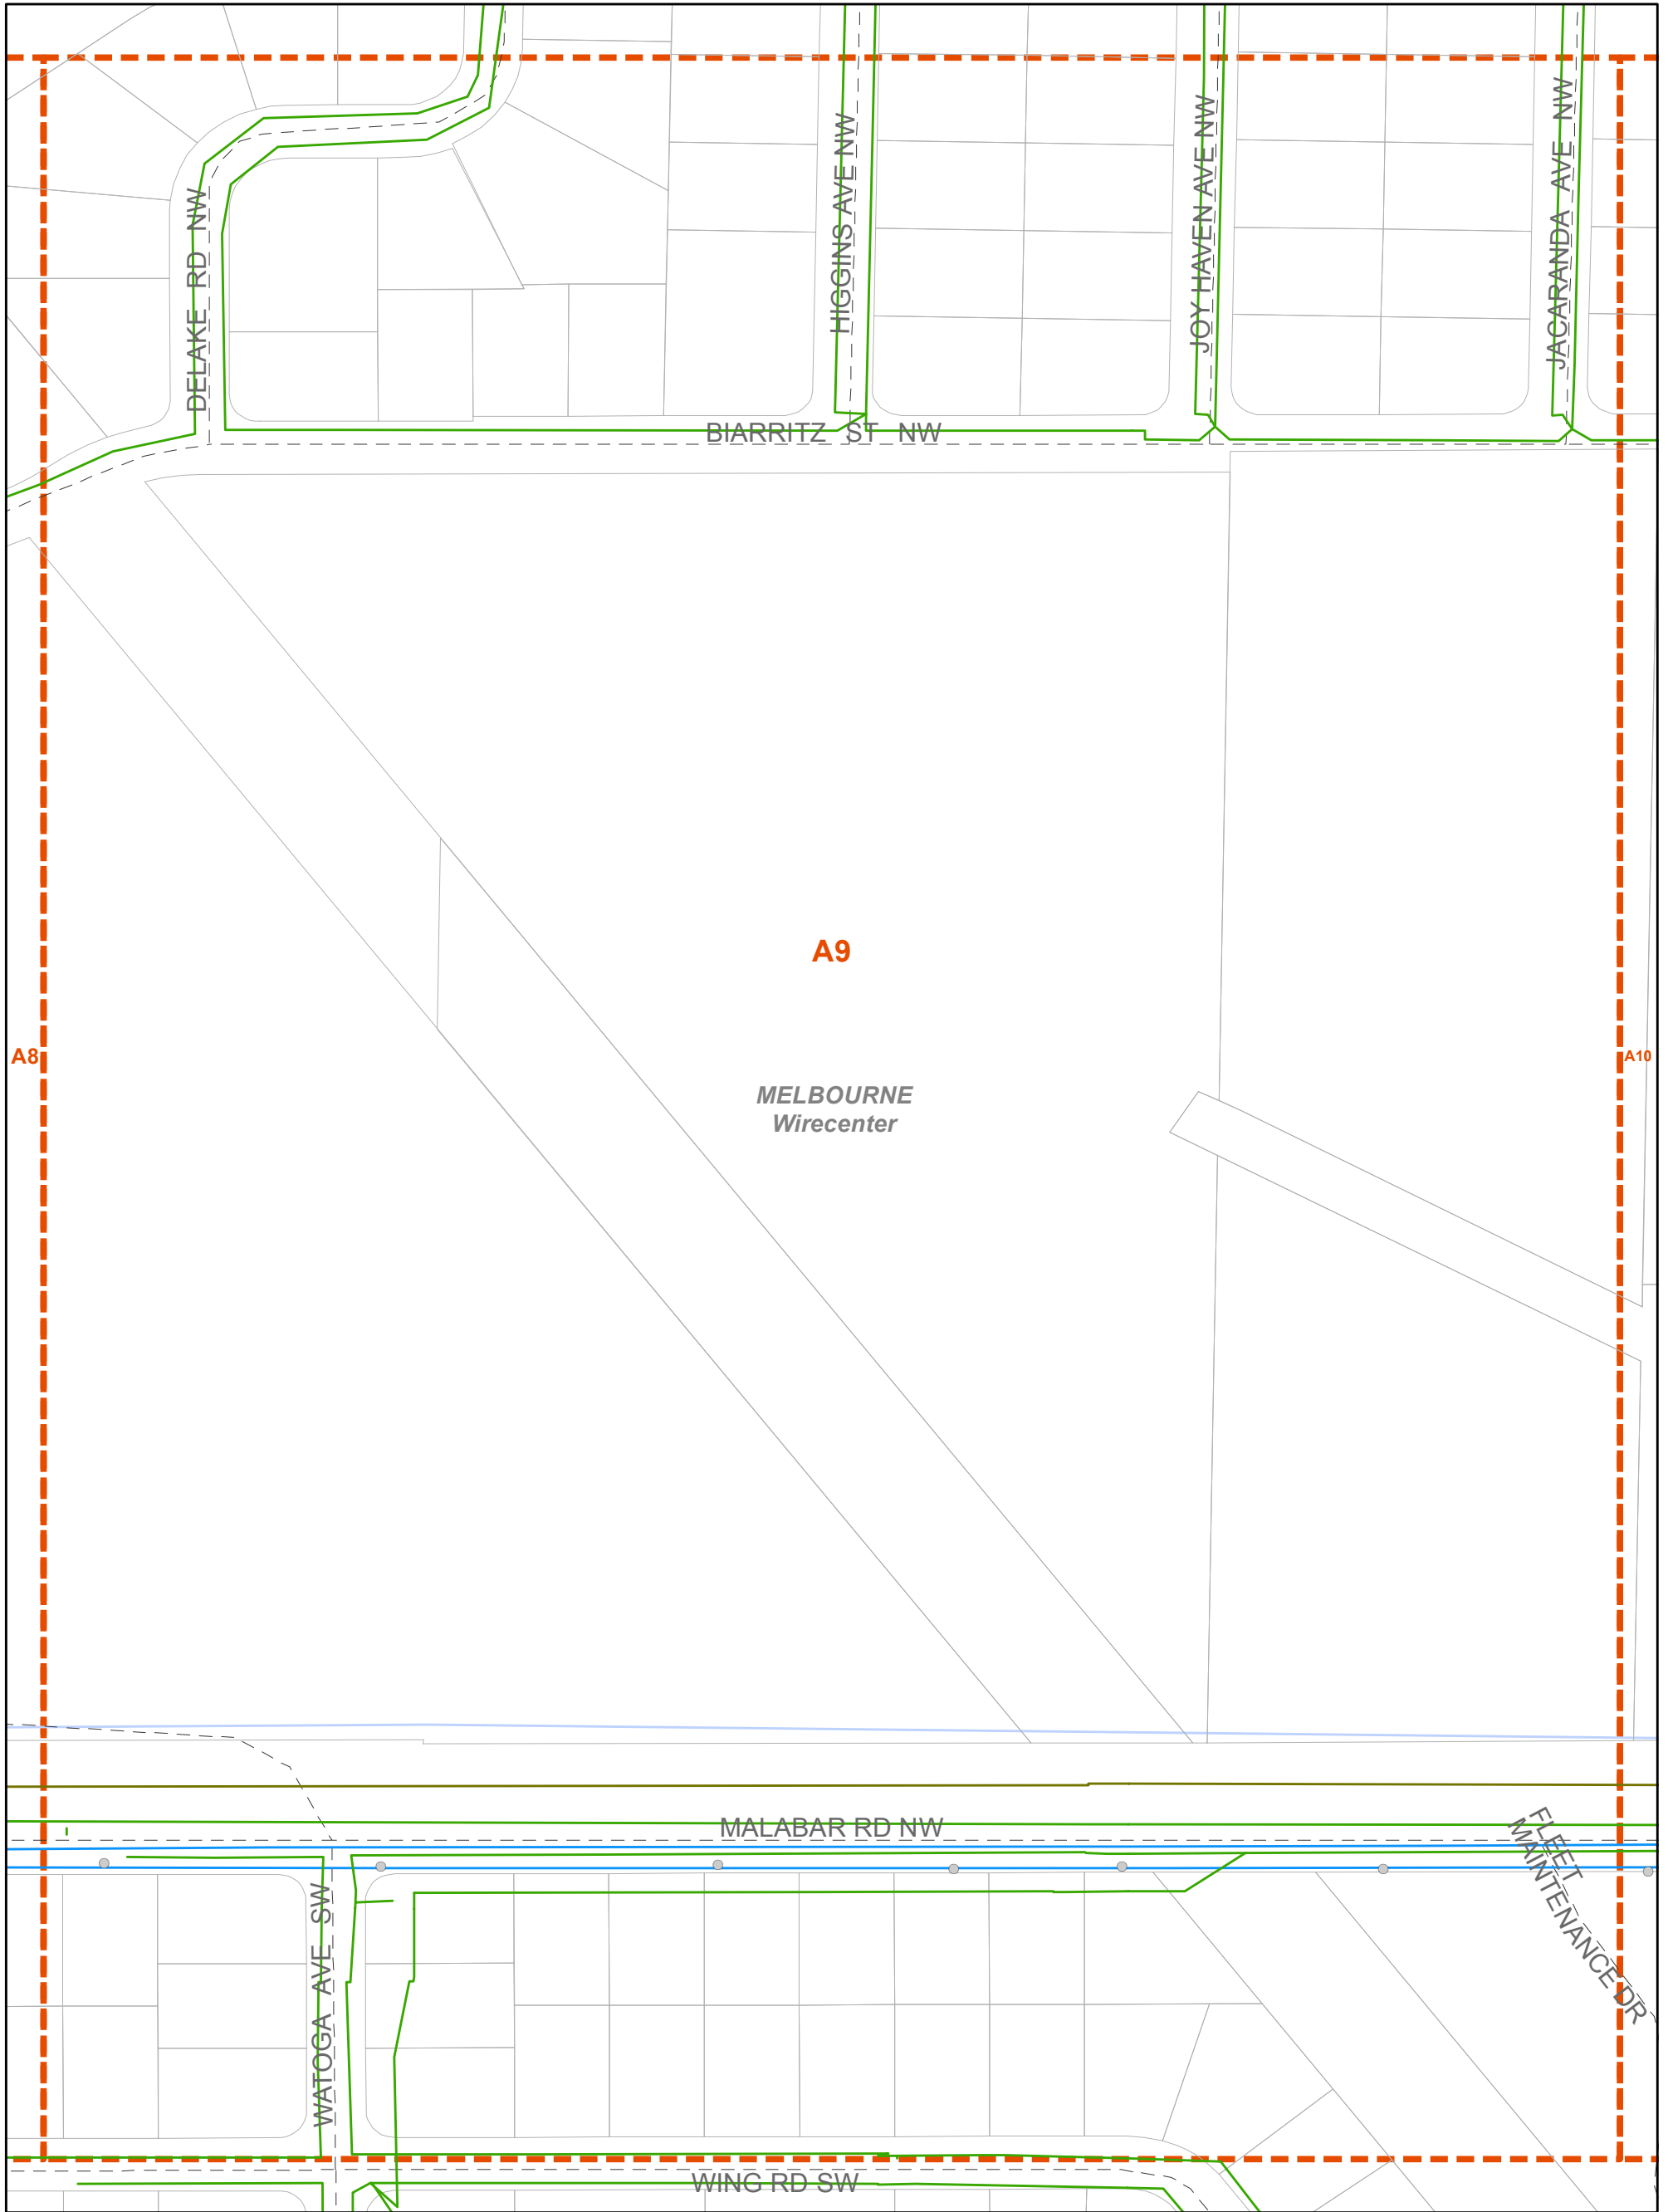 HIGGINS AVE NW
JOY HAVEN AVE NW
JACARANDA AVE NW
DELAKE RD NW
BIARRITZ ST NW
A9
A8
A10
MELBOURNE
Wirecenter
MALABAR RD NW
FLEET
MAINTENANCE DR
WATOGA AVE SW
WING RD SW